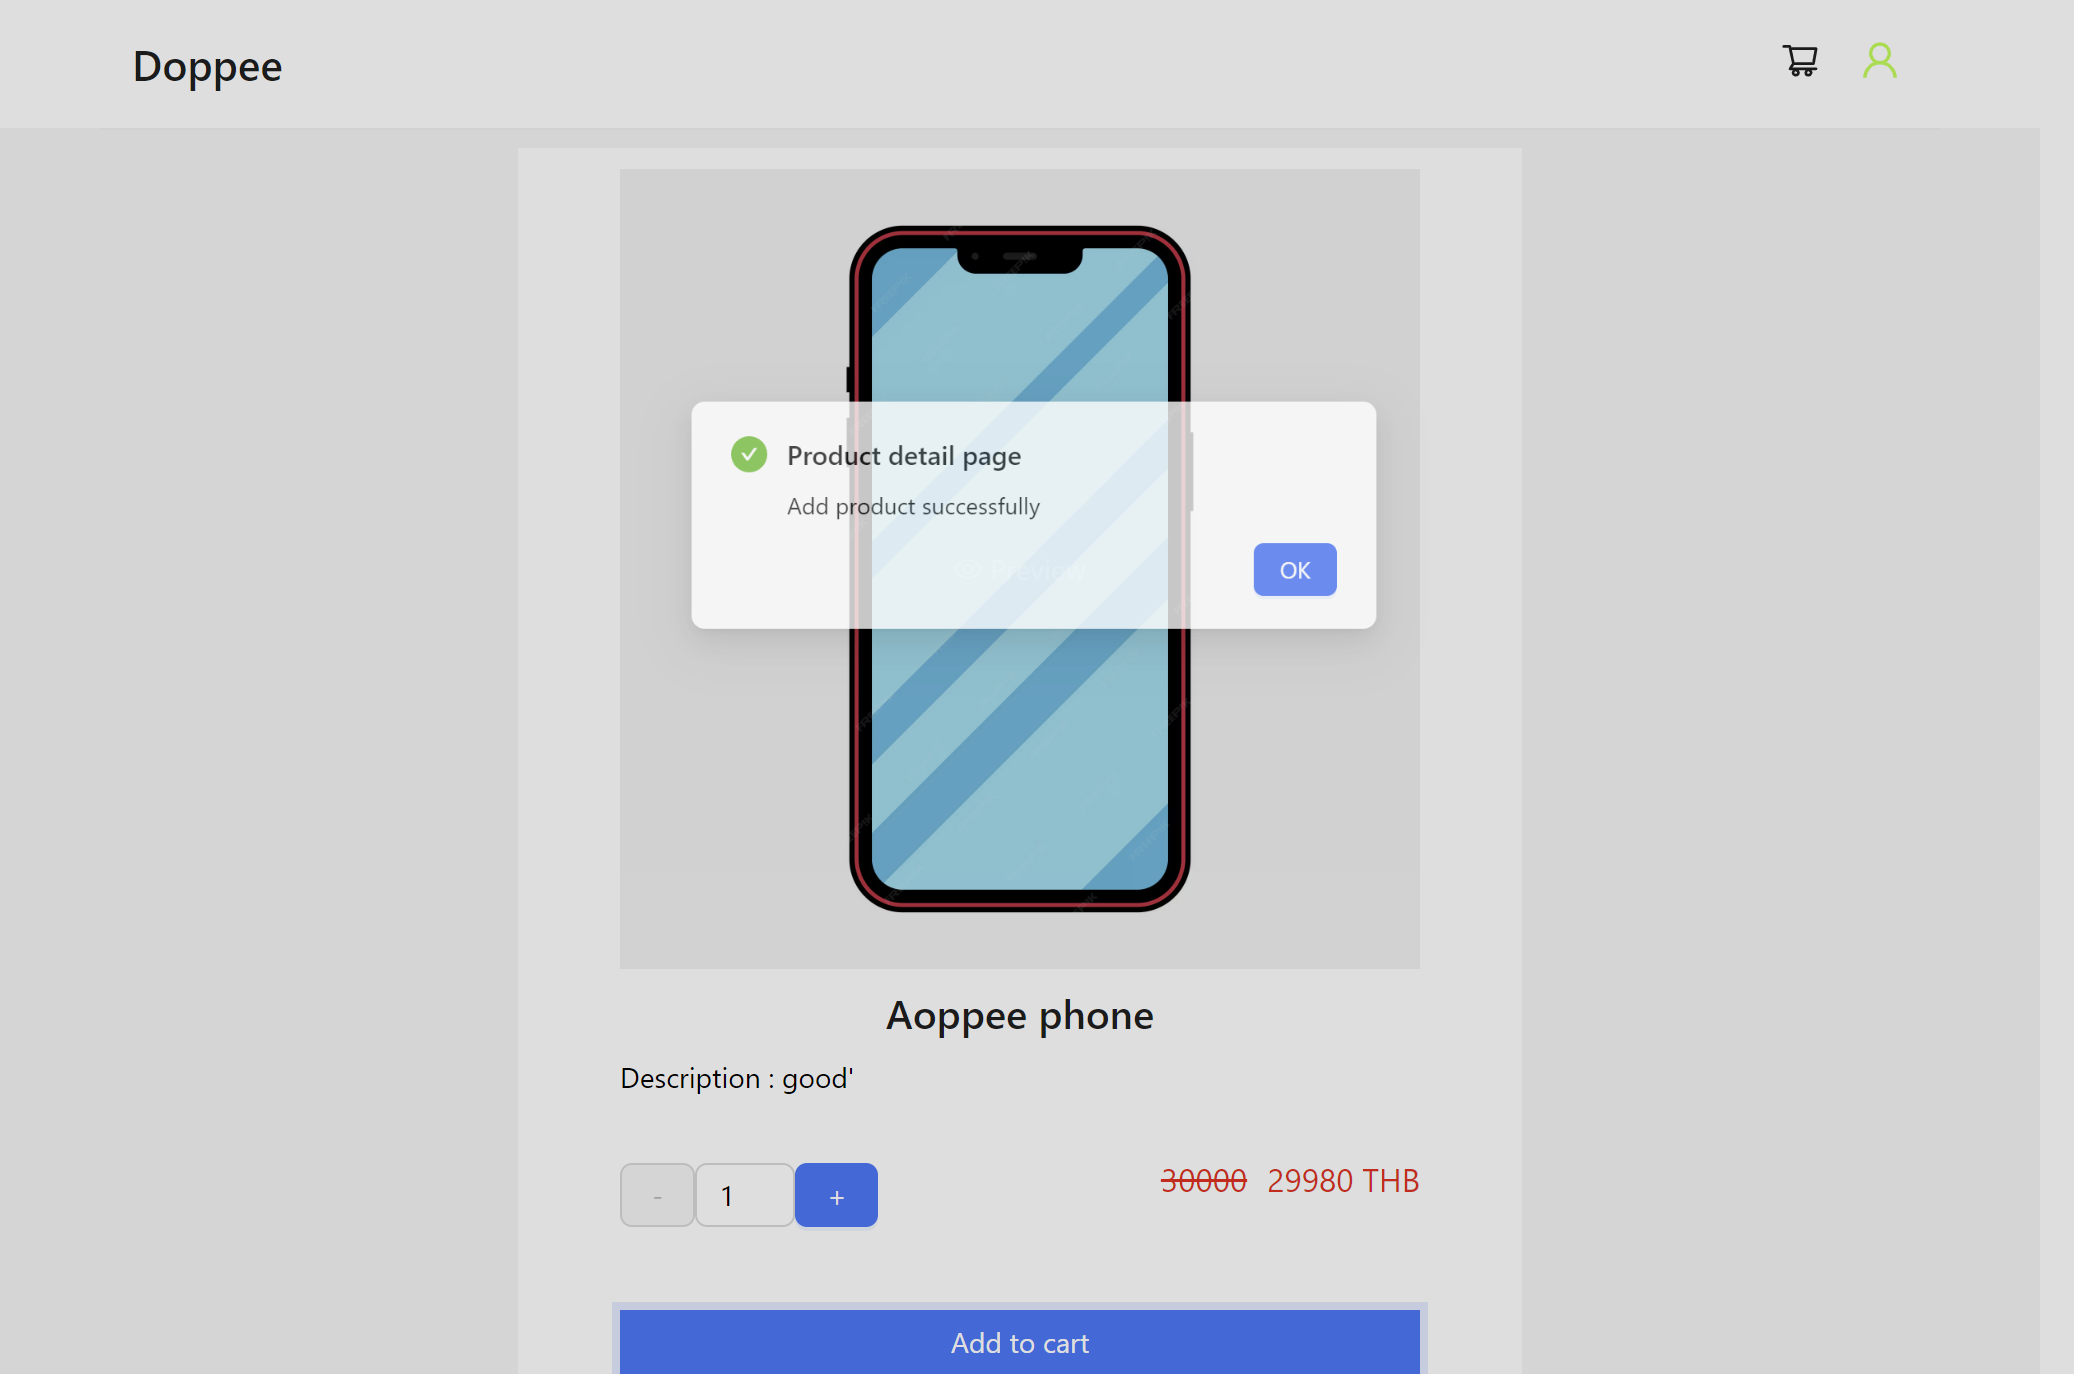 Doppee
Product detail page
Add product successfully
Preview
OK
Aoppee phone
Description : good'
- 1 +
30000 29980 THB
Add to cart